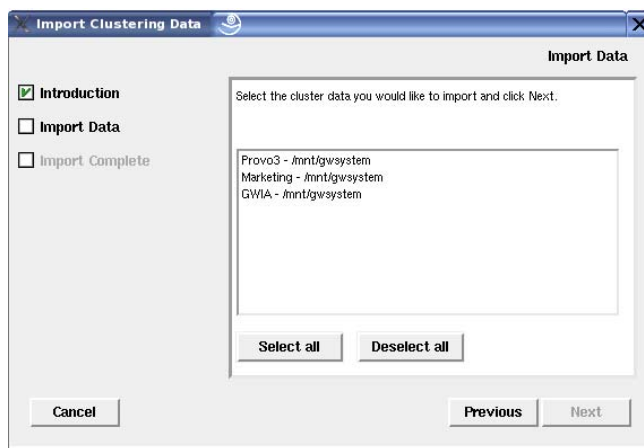 Import Clustering Data
Import Data
Introduction
Import Data
Import Complete
Select the cluster data you would like to import and click Next.
Provo3 - /mnt/gwsystem
Marketing - /mnt/gwsystem
GWIA - /mnt/gwsystem
Select all
Deselect all
Cancel
Previous
Next